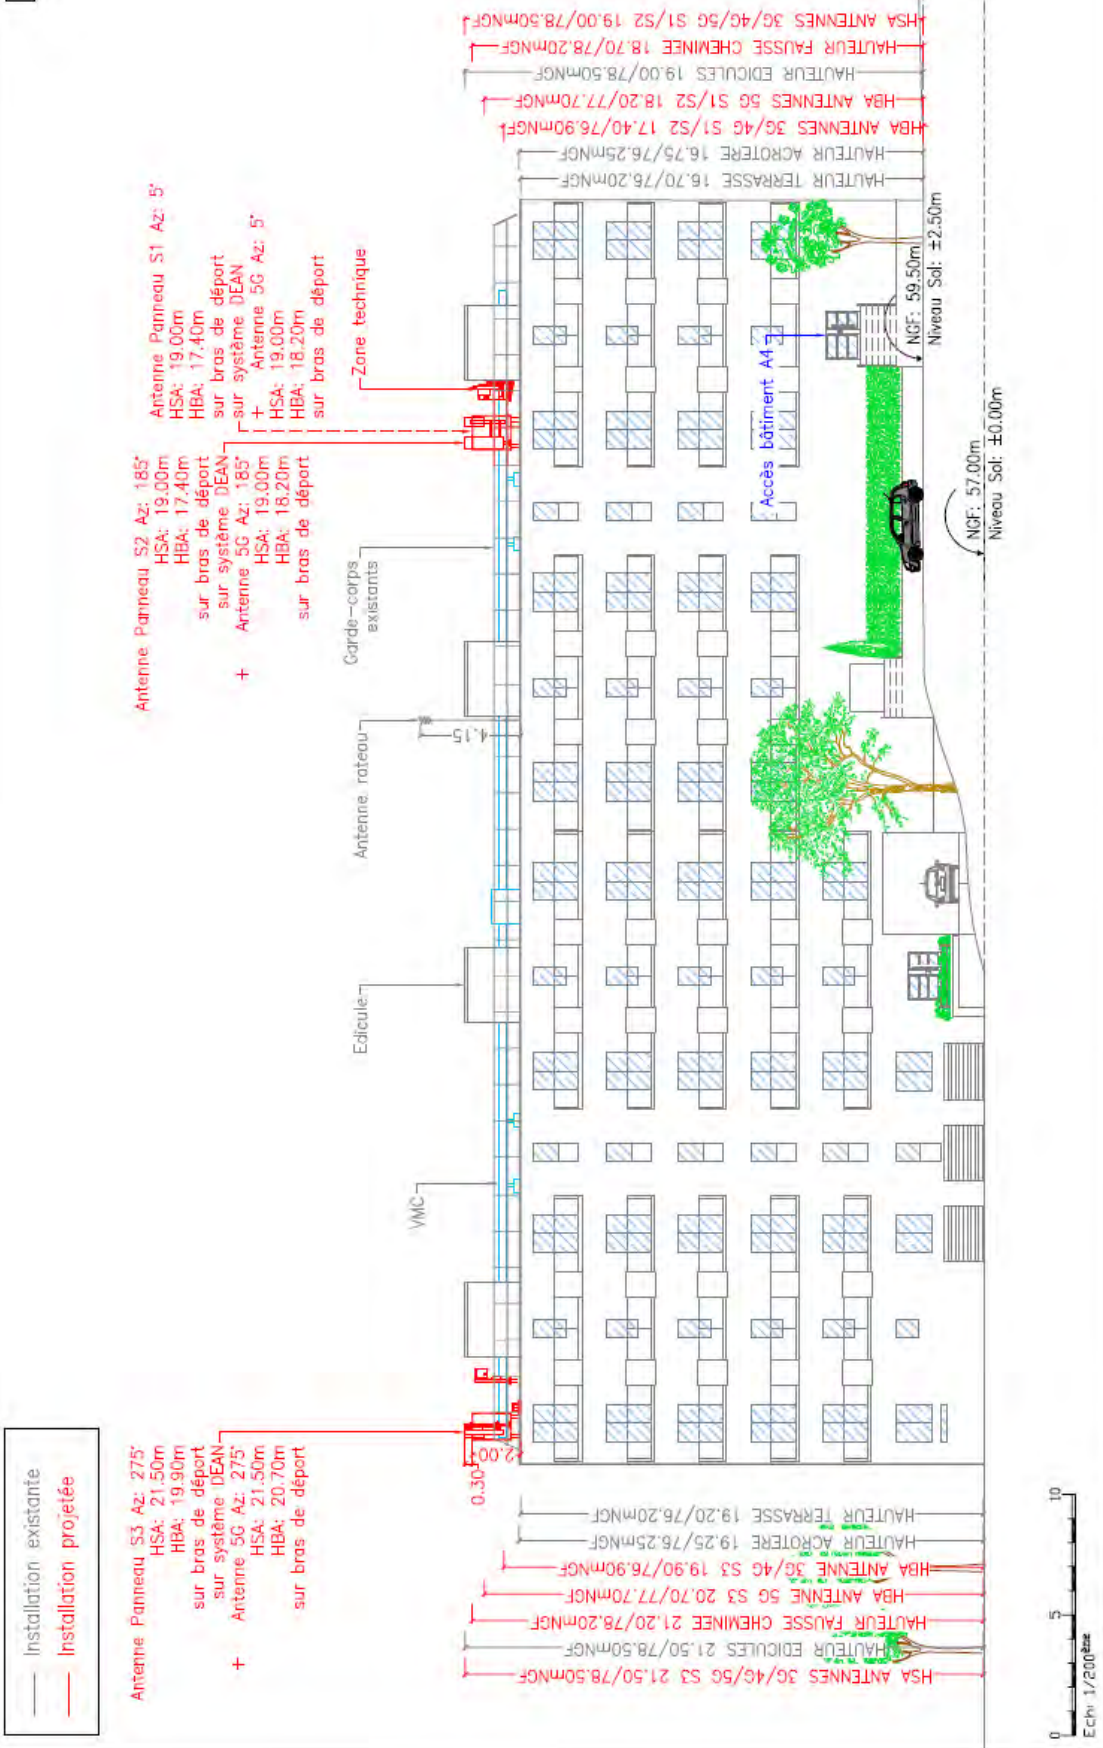 Installation existante
Installation projetée
Antenne Panneau S3 Az: 275°
HSA: 21.50m
HBA: 19.90m
sur bras de déport
sur système DEAN
+ Antenne 5G Az: 275°
HSA: 21.50m
HBA: 20.70m
sur bras de déport
Antenne Panneau S2 Az: 185°
HSA: 19.00m
HBA: 17.40m
sur bras de déport
sur système DEAN
+ Antenne 5G Az: 185°
HSA: 19.00m
HBA: 18.20m
sur bras de déport
Antenne Panneau S1 Az: 5°
HSA: 19.00m
HBA: 17.40m
sur bras de déport
sur système DEAN
+ Antenne 5G Az: 5°
HSA: 19.00m
HBA: 18.20m
sur bras de déport
Zone technique
Garde-corps
existants
Antenne rateau
4.15
Edicule
VMC
0.30
2.00
HSA ANTENNES 3G/4G/5G S3 21.50/78.50mNGF
HAUTEUR EDICULES 21.50/78.50mNGF
HAUTEUR FAUSSE CHEMINEE 21.20/78.20mNGF
HBA ANTENNE 5G S3 20.70/77.70mNGF
HBA ANTENNE 3G/4G S3 19.90/76.90mNGF
HAUTEUR ACROTERE 19.25/76.25mNGF
HAUTEUR TERRASSE 19.20/76.20mNGF
HSA ANTENNES 3G/4G/5G S1/S2 19.00/78.50mNGF
HAUTEUR FAUSSE CHEMINEE 18.70/78.20mNGF
HAUTEUR EDICULES 19.00/78.50mNGF
HBA ANTENNES 5G S1/S2 18.20/77.70mNGF
HBA ANTENNES 3G/4G S1/S2 17.40/76.90mNGF
HAUTEUR ACROTERE 16.75/76.25mNGF
HAUTEUR TERRASSE 16.70/76.20mNGF
Accès bâtiment A4
NGF: 59.50m
Niveau Sol: ±2.50m
NGF: 57.00m
Niveau Sol: ±0.00m
0 5 10
Ech: 1/200ème